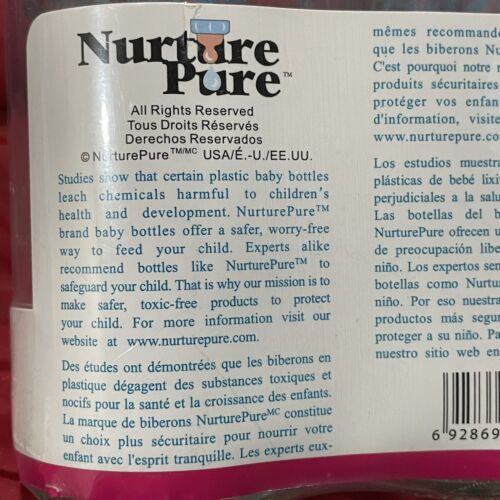 Nurture
Pure™
All Rights Reserved
Tous Droits Réservés
Derechos Reservados
© NurturePure™/MC USA/É.-U./EE.UU.
Studies show that certain plastic baby bottles
leach chemicals harmful to children's
health and development. NurturePure™
brand baby bottles offer a safer, worry-free
way to feed your child. Experts alike
recommend bottles like NurturePure™ to
safeguard your child. That is why our mission is to
make safer, toxic-free products to protect
your child. For more information visit our
website at www.nurturepure.com.
Des études ont démontrées que les biberons en
plastique dégagent des substances toxiques et
nocifs pour la santé et la croissance des enfants.
La marque de biberons NurturePureMC constitue
un choix plus sécuritaire pour nourrir votre
enfant avec l'esprit tranquille. Les experts eux-
mêmes recommande
que les biberons Nu
C'est pourquoi notre
produits sécuritaires
protéger vos enfan
d'information, visite
www.nurturepure.
Los estudios muestra
plásticas de bebé lixi
perjudiciales a la salu
Las botellas del b
NurturePure ofrecen u
de preocupación libe
niño. Los expertos sen
botellas como Nurtur
niño. Por eso nuestra
productos más segur
proteger a su niño. Pa
nuestro sitio web en
6 92869